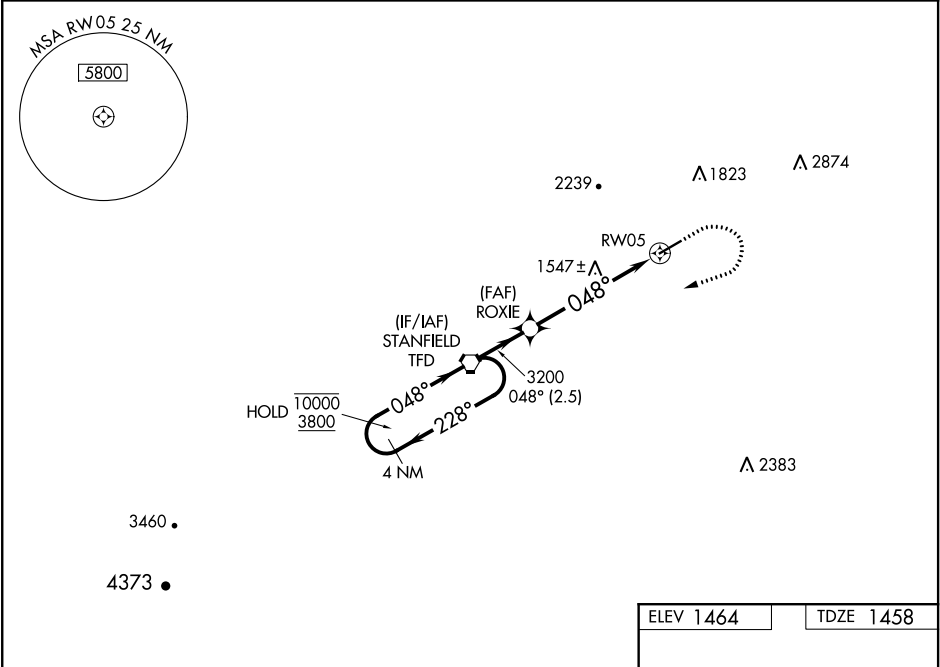 MSA RW05 25 NM
5800
2239
1823
2874
RW05
1547±
048°
(FAF)
ROXIE
(IF/IAF)
STANFIELD
TFD
3200
048° (2.5)
048°
HOLD 10000
3800
228°
4 NM
2383
3460
4373
ELEV 1464
TDZE 1458